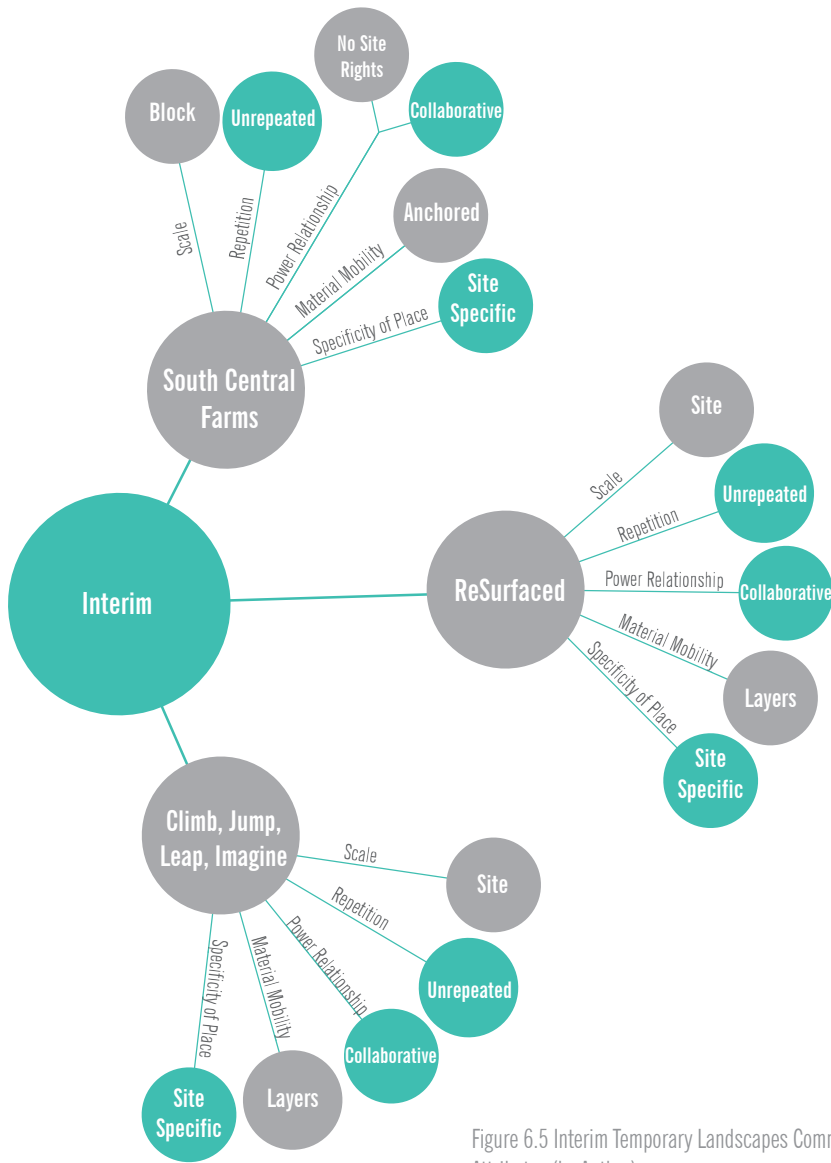 No Site
Rights
Block
Unrepeated
Collaborative
Scale
Repetition
Power Relationship
Anchored
Material Mobility
Site
Specific
Specificity of Place
South Central
Farms
Site
Scale
Unrepeated
Repetition
Interim
ReSurfaced
Power Relationship
Collaborative
Material Mobility
Layers
Specificity of Place
Site
Specific
Climb, Jump,
Leap, Imagine
Scale
Site
Repetition
Unrepeated
Power Relationship
Collaborative
Material Mobility
Layers
Specificity of Place
Site
Specific
Figure 6.5 Interim Temporary Landscapes